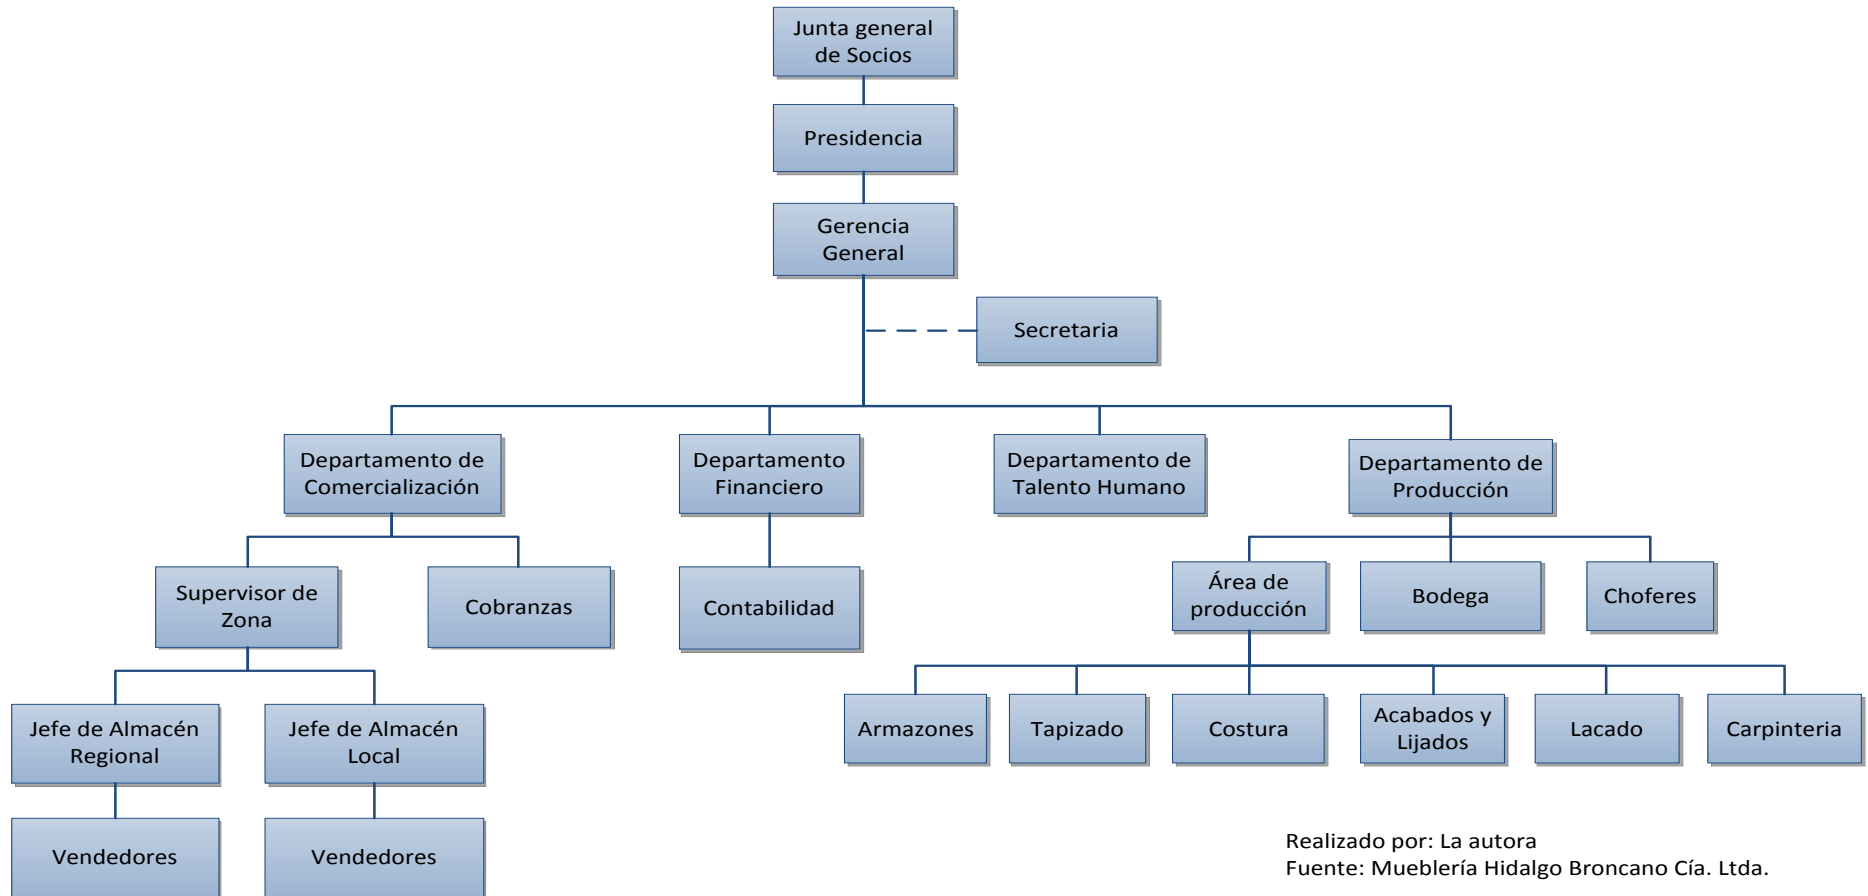 Junta general
de Socios
Presidencia
Gerencia
General
Secretaria
Departamento de
Comercialización
Departamento
Financiero
Departamento de
Talento Humano
Departamento de
Producción
Supervisor de
Zona
Cobranzas
Contabilidad
Área de
producción
Bodega
Choferes
Jefe de Almacén
Regional
Jefe de Almacén
Local
Armazones
Tapizado
Costura
Acabados y
Lijados
Lacado
Carpinteria
Vendedores
Vendedores
Realizado por: La autora
Fuente: Mueblería Hidalgo Broncano Cía. Ltda.